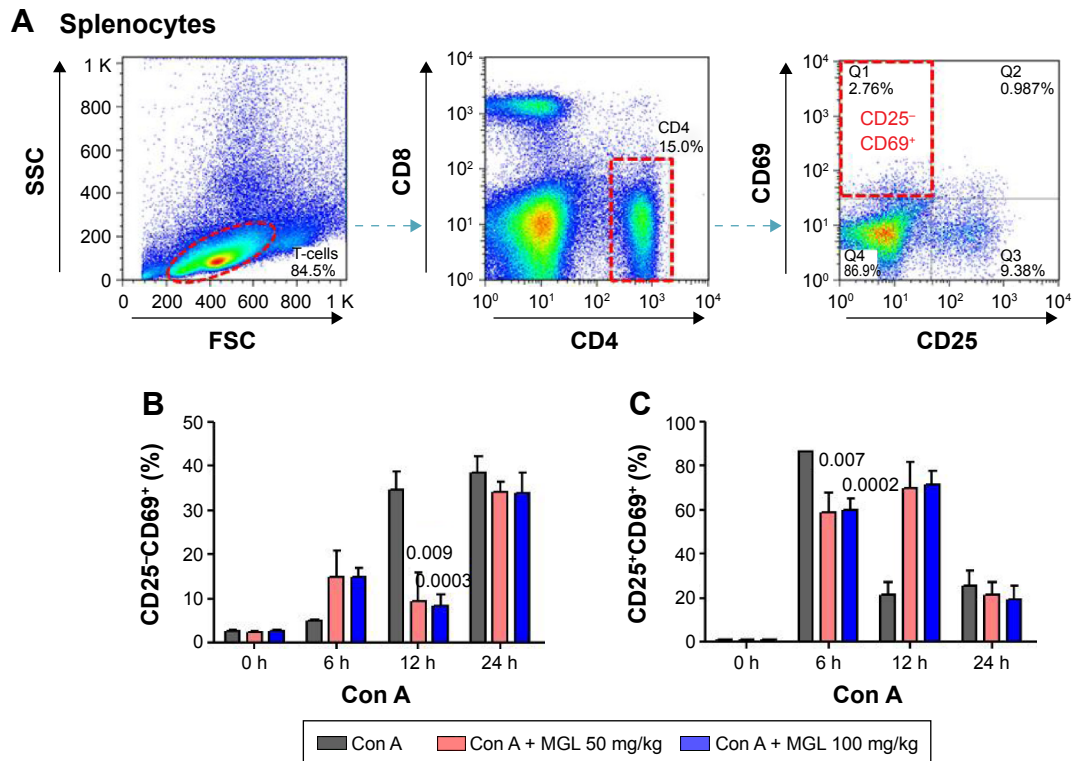 A Splenocytes
SSC
1 K
800
600
400
200
0
T-cells
84.5%
0 200 400 600 800 1 K
FSC
CD8
10⁴
10³
10²
10¹
10⁰
CD4
15.0%
10⁰ 10¹ 10² 10³ 10⁴
CD4
CD69
10⁴
10³
10²
10¹
10⁰
Q1
2.76%
CD25⁻
CD69⁺
Q2
0.987%
Q4
86.9%
Q3
9.38%
10⁰ 10¹ 10² 10³ 10⁴
CD25
B
CD25⁻CD69⁺ (%)
50
40
30
20
10
0
0.009
0.0003
0 h 6 h 12 h 24 h
Con A
C
CD25⁺CD69⁺ (%)
100
80
60
40
20
0
0.007
0.0002
0 h 6 h 12 h 24 h
Con A
Con A Con A + MGL 50 mg/kg Con A + MGL 100 mg/kg